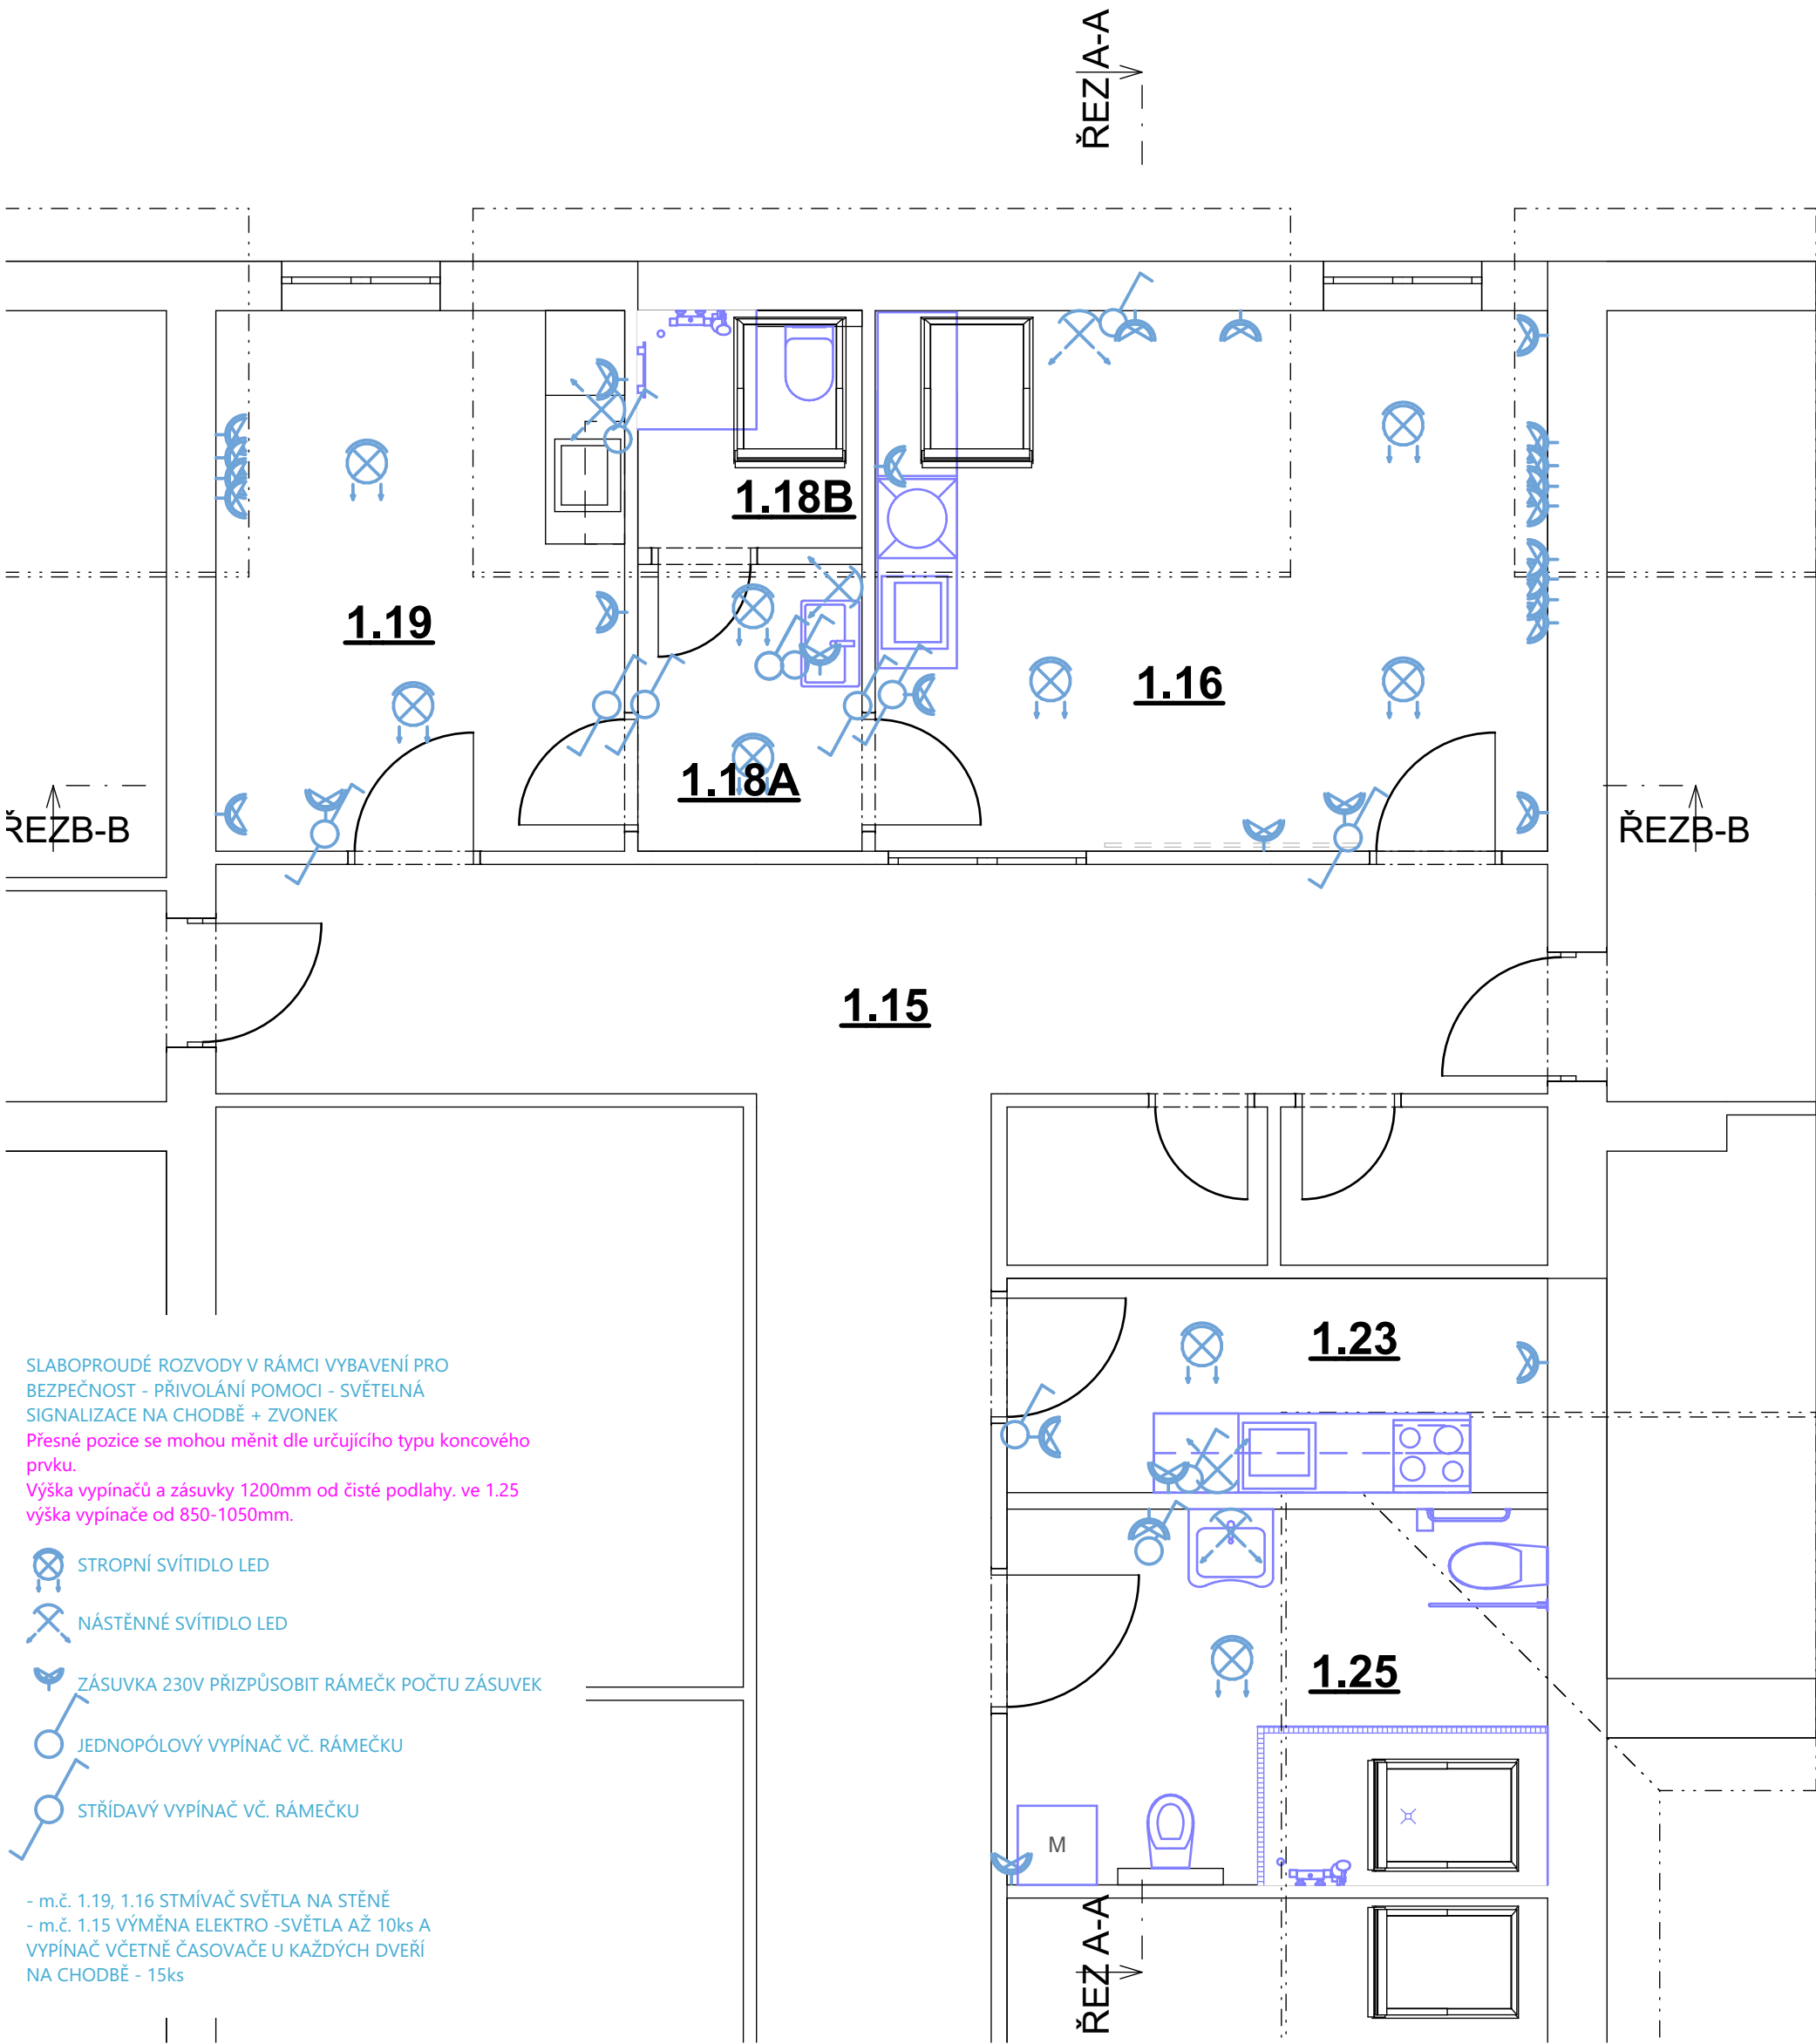 ŘEZ A-A
1.18B
1.19
1.16
1.18A
ŘEZB-B
ŘEZB-B
1.15
1.23
SLABOPROUDÉ ROZVODY V RÁMCI VYBAVENÍ PRO
BEZPEČNOST - PŘIVOLÁNÍ POMOCI - SVĚTELNÁ
SIGNALIZACE NA CHODBĚ + ZVONEK
Přesné pozice se mohou měnit dle určujícího typu koncového
prvku.
Výška vypínačů a zásuvky 1200mm od čisté podlahy. ve 1.25
výška vypínače od 850-1050mm.
STROPNÍ SVÍTIDLO LED
NÁSTĚNNÉ SVÍTIDLO LED
ZÁSUVKA 230V PŘIZPŮSOBIT RÁMEČK POČTU ZÁSUVEK
JEDNOPÓLOVÝ VYPÍNAČ VČ. RÁMEČKU
STŘÍDAVÝ VYPÍNAČ VČ. RÁMEČKU
1.25
M
- m.č. 1.19, 1.16 STMÍVAČ SVĚTLA NA STĚNĚ
- m.č. 1.15 VÝMĚNA ELEKTRO -SVĚTLA AŽ 10ks A
VYPÍNAČ VČETNĚ ČASOVAČE U KAŽDÝCH DVEŘÍ
NA CHODBĚ - 15ks
ŘEZ A-A